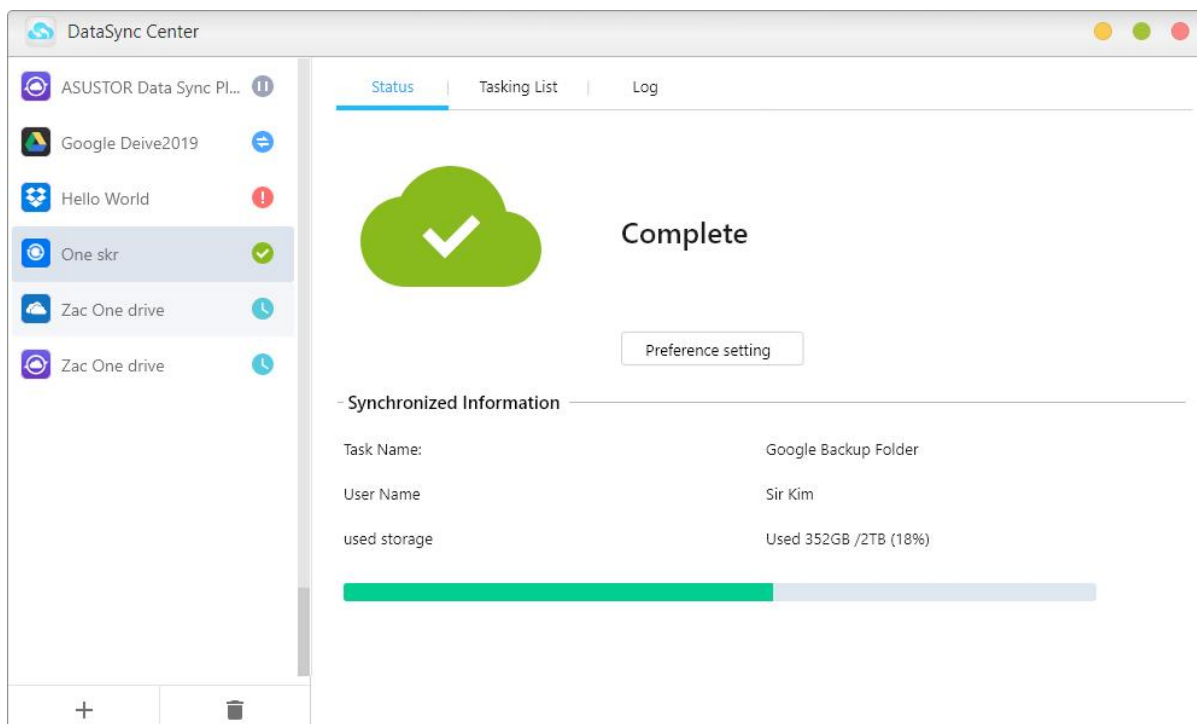 DataSync Center
ASUSTOR Data Sync Pl...
Google Deive2019
Hello World
One skr
Zac One drive
Zac One drive
Status
Tasking List
Log
Complete
Preference setting
Synchronized Information
Task Name: Google Backup Folder
User Name Sir Kim
used storage Used 352GB /2TB (18%)